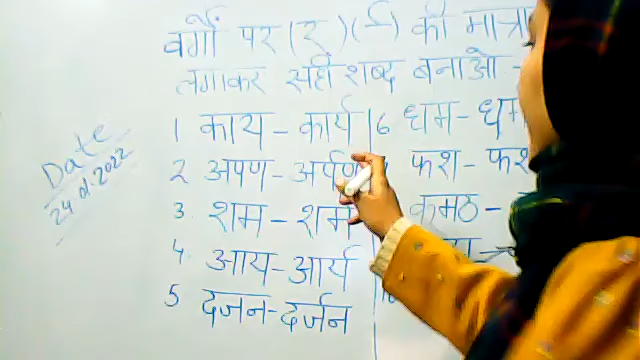 वर्णों पर (र्) (र्) की मात्रा
लगाकर सही शब्द बनाओ -
Date
24.01.2022
1 काय - कार्य
2 अपण - अर्पण
3. शम - शर्म
4. आय - आर्य
5 दजन - दर्जन
6 धम - धर्म
फश - फर्श
कमठ -